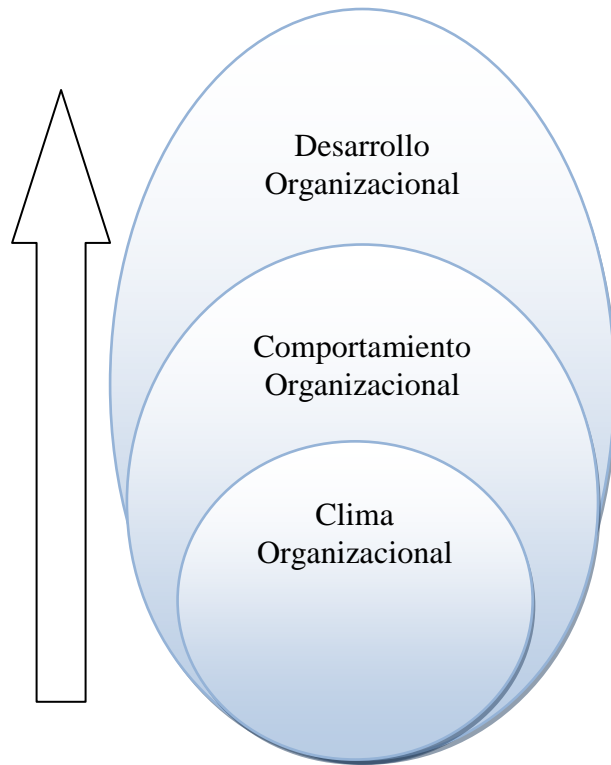 Desarrollo
Organizacional
Comportamiento
Organizacional
Clima
Organizacional